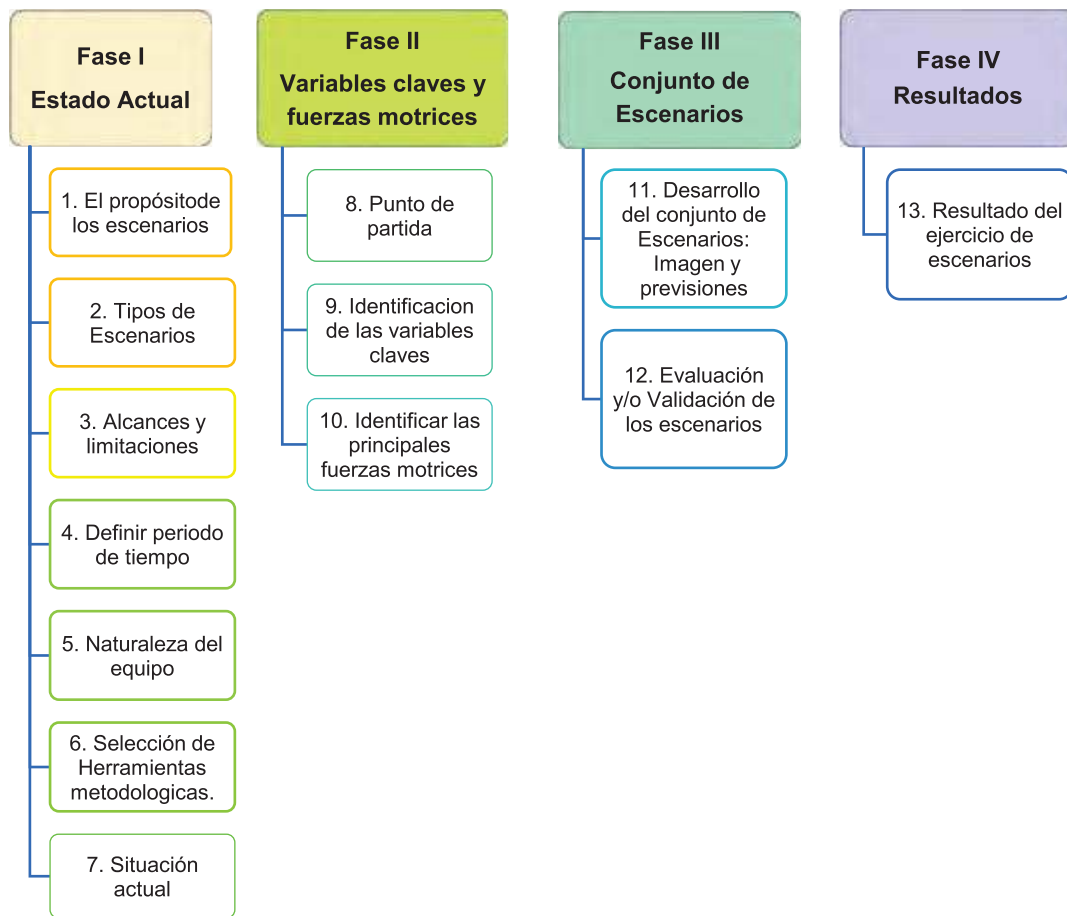 Fase I
Estado Actual
1. El propósitode
los escenarios
2. Tipos de
Escenarios
3. Alcances y
limitaciones
4. Definir periodo
de tiempo
5. Naturaleza del
equipo
6. Selección de
Herramientas
metodologicas.
7. Situación
actual
Fase II
Variables claves y
fuerzas motrices
8. Punto de
partida
9. Identificacion
de las variables
claves
10. Identificar las
principales
fuerzas motrices
Fase III
Conjunto de
Escenarios
11. Desarrollo
del conjunto de
Escenarios:
Imagen y
previsiones
12. Evaluación
y/o Validación de
los escenarios
Fase IV
Resultados
13. Resultado del
ejercicio de
escenarios